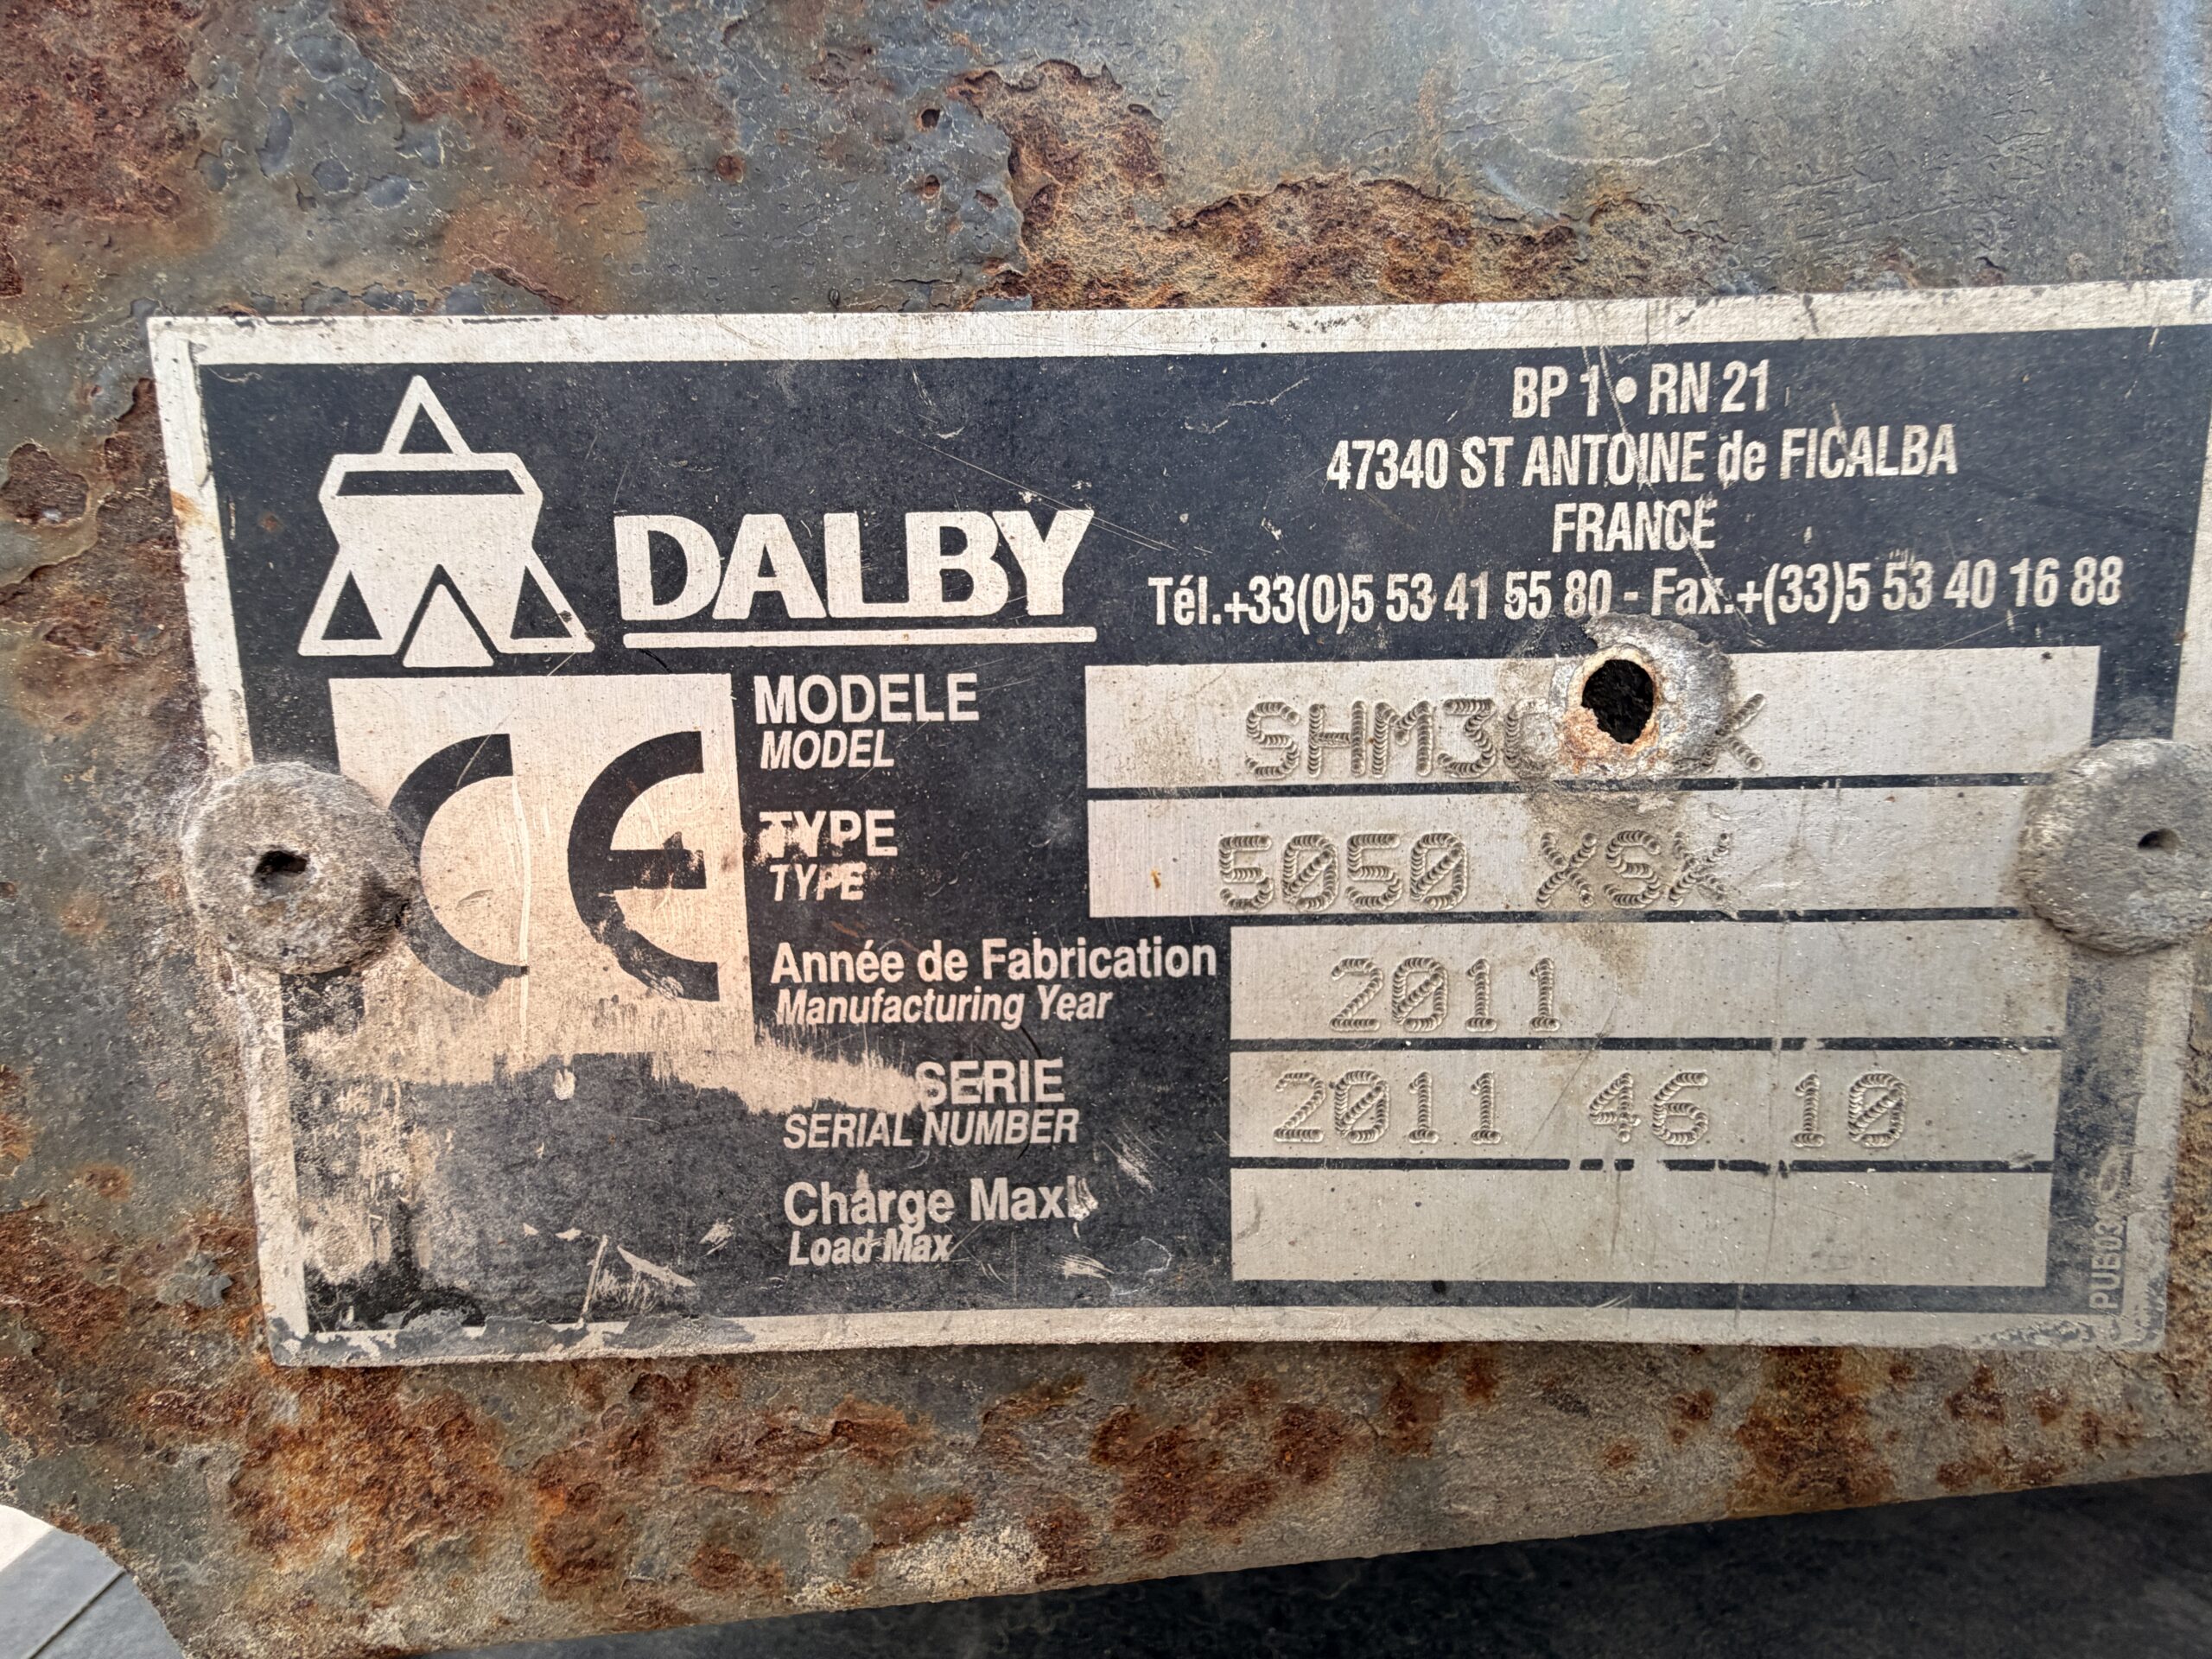 BP 1 • RN 21
47340 ST ANTOINE de FICALBA
FRANCE
Tél.+33(0)5 53 41 55 80 - Fax.+(33)5 53 40 16 88
DALBY
CE
MODELE
MODEL
TYPE
TYPE
5050 XSX
Année de Fabrication
Manufacturing Year
2011
SERIE
SERIAL NUMBER
2011 46 10
Charge Maxi
Load Max